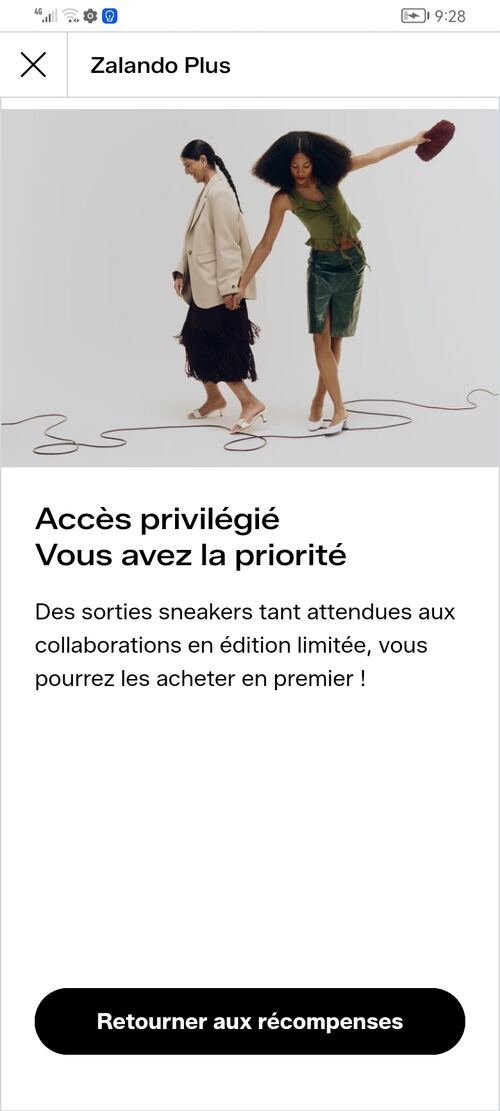 4G 9:28
Zalando Plus
Accès privilégié
Vous avez la priorité
Des sorties sneakers tant attendues aux
collaborations en édition limitée, vous
pourrez les acheter en premier !
Retourner aux récompenses